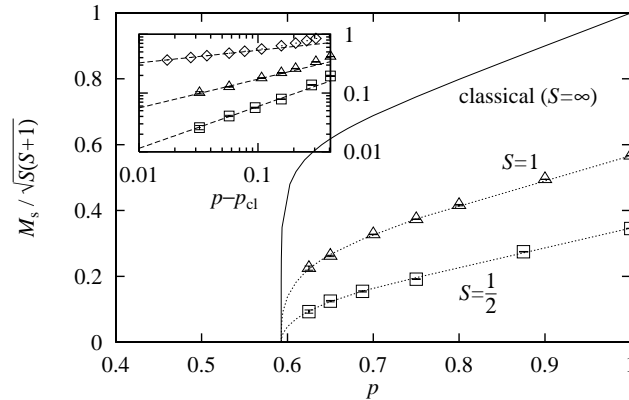 1
0.8
0.6
0.4
0.2
0
M_s / √S(S+1)
0.4 0.5 0.6 0.7 0.8 0.9 1
p
1
0.1
0.01
0.01 0.1
p−p_cl
classical (S=∞)
S=1
S=1/2